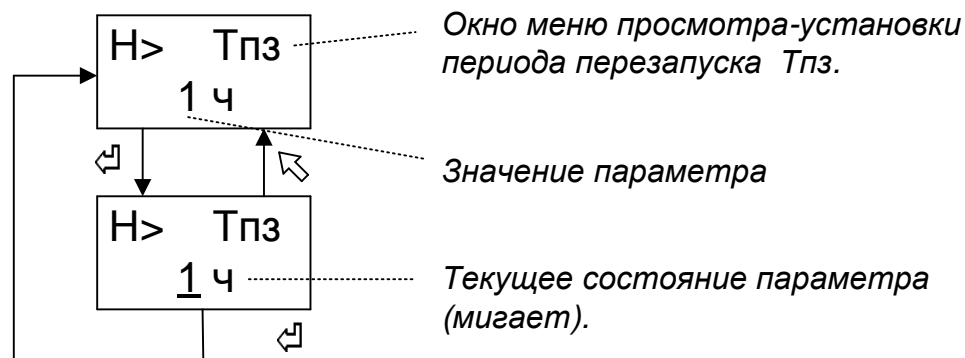 Н> Тпз
1 ч
Окно меню просмотра-установки
периода перезапуска Тпз.
Значение параметра
Н> Тпз
1 ч
Текущее состояние параметра
(мигает).